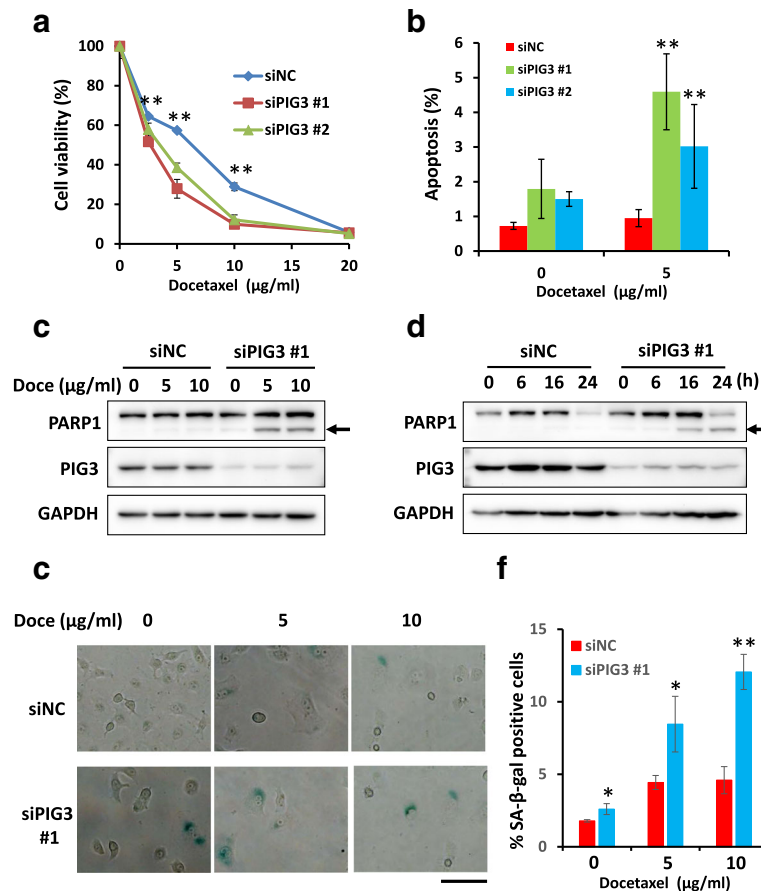 a
Cell viability (%)
100
80
60
40
20
0
** ** **
siNC
siPIG3 #1
siPIG3 #2
0 5 10 15 20
Docetaxel (µg/ml)
b
Apoptosis (%)
6
5
4
3
2
1
0
siNC
siPIG3 #1
siPIG3 #2
**
**
0 5
Docetaxel (µg/ml)
c
siNC siPIG3 #1
Doce (µg/ml) 0 5 10 0 5 10
PARP1
PIG3
GAPDH
d
siNC siPIG3 #1
0 6 16 24 0 6 16 24 (h)
PARP1
PIG3
GAPDH
c
Doce (µg/ml) 0 5 10
siNC
siPIG3
#1
f
% SA-β-gal positive cells
15
10
5
0
siNC
siPIG3 #1
*
*
**
0 5 10
Docetaxel (µg/ml)